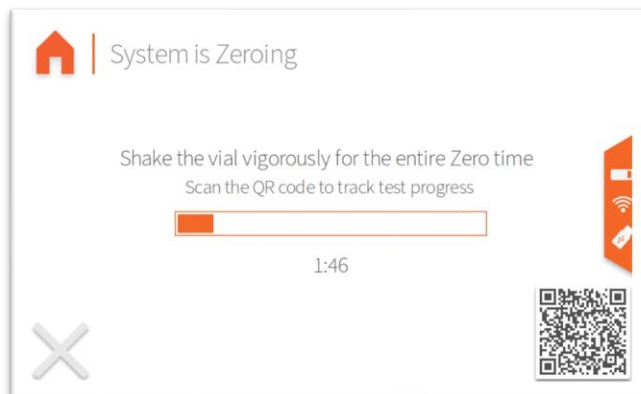 System is Zeroing
Shake the vial vigorously for the entire Zero time
Scan the QR code to track test progress
1:46